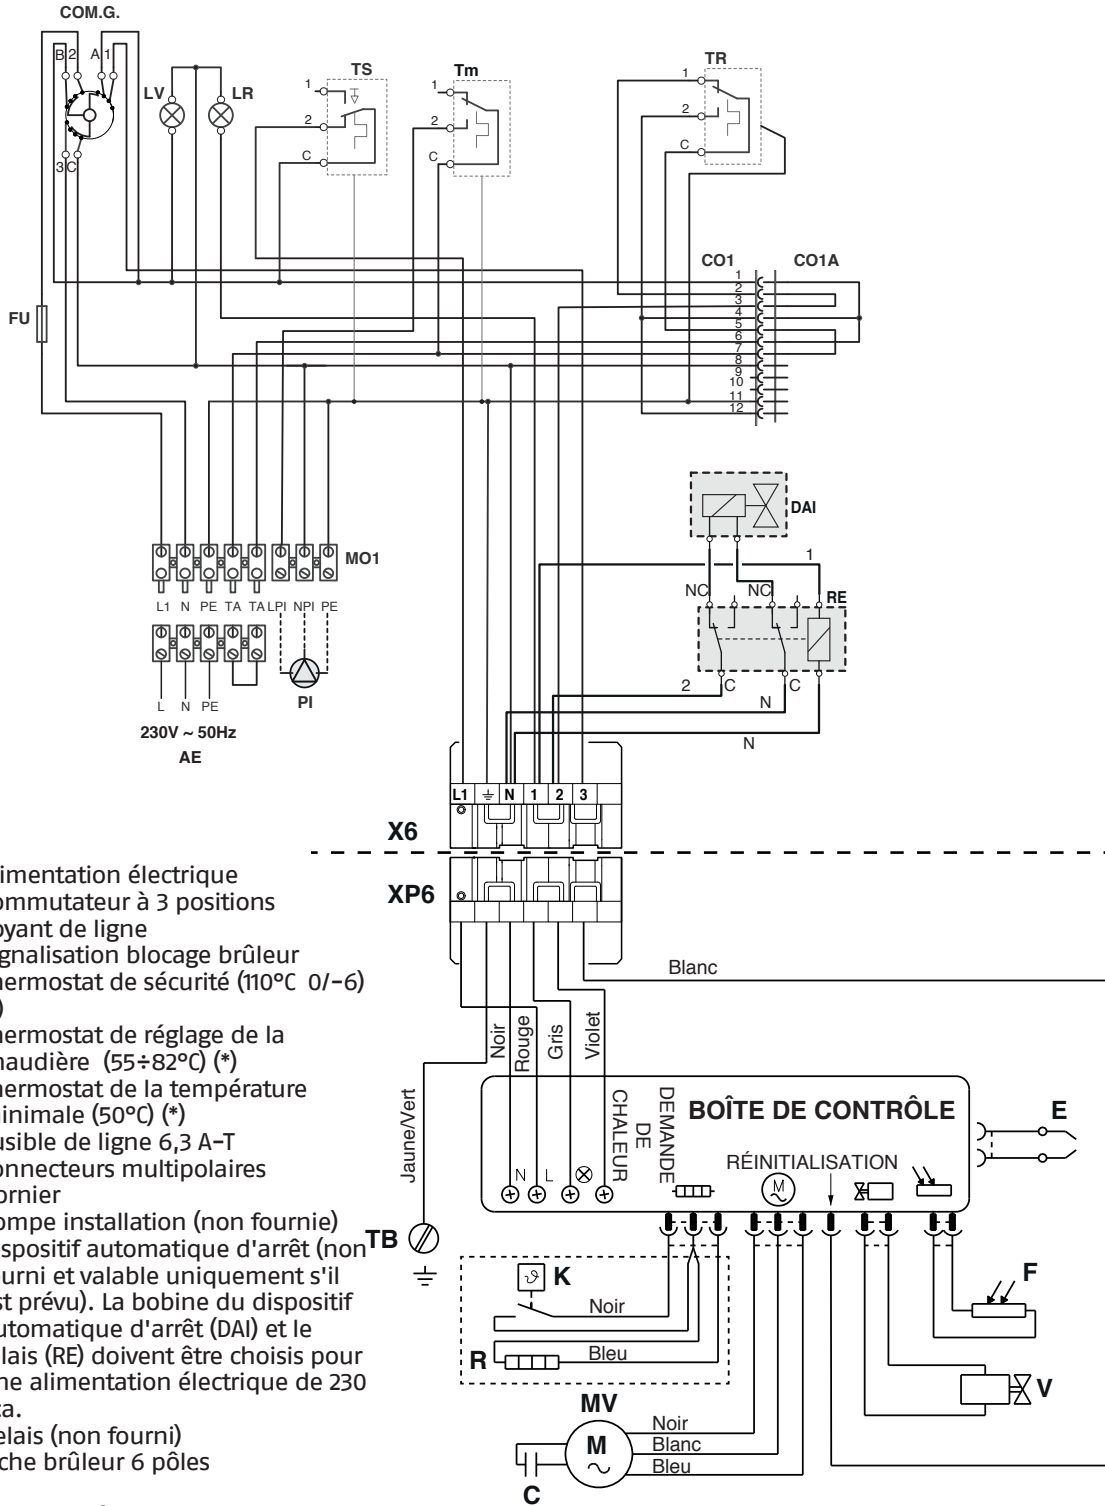 COM.G.
B 2 A 1
LV
LR
TS
Tm
TR
1
2
C
1
2
C
1
2
C
3 C
CO1
CO1A
1
2
3
4
5
6
7
8
9
10
11
12
FU
DAI
1
NC
NC
RE
2
C
C
N
N
MO1
L1 N PE TA TA LPI NPI PE
L N PE
PI
230V ~ 50Hz
AE
L1 N 1 2 3
X6
XP6
imentation électrique
ommutateur à 3 positions
oyant de ligne
gnalisation blocage brûleur
hermostat de sécurité (110°C 0/-6)
)
hermostat de réglage de la
haudière (55÷82°C) (*)
hermostat de la température
inimale (50°C) (*)
usible de ligne 6,3 A-T
onnecteurs multipolaires
ornier
ompe installation (non fournie)
ispositif automatique d'arrêt (non
ourni et valable uniquement s'il
st prévu). La bobine du dispositif
utomatique d'arrêt (DAI) et le
lais (RE) doivent être choisis pour
ne alimentation électrique de 230
ca.
elais (non fourni)
che brûleur 6 pôles
Blanc
Jaune/Vert
Noir
Rouge
Gris
Violet
BOÎTE DE CONTRÔLE
DEMANDE
DE
CHALEUR
RÉINITIALISATION
N
L
M
E
TB
K
Noir
R
Bleu
F
V
MV
M
Noir
Blanc
Bleu
C